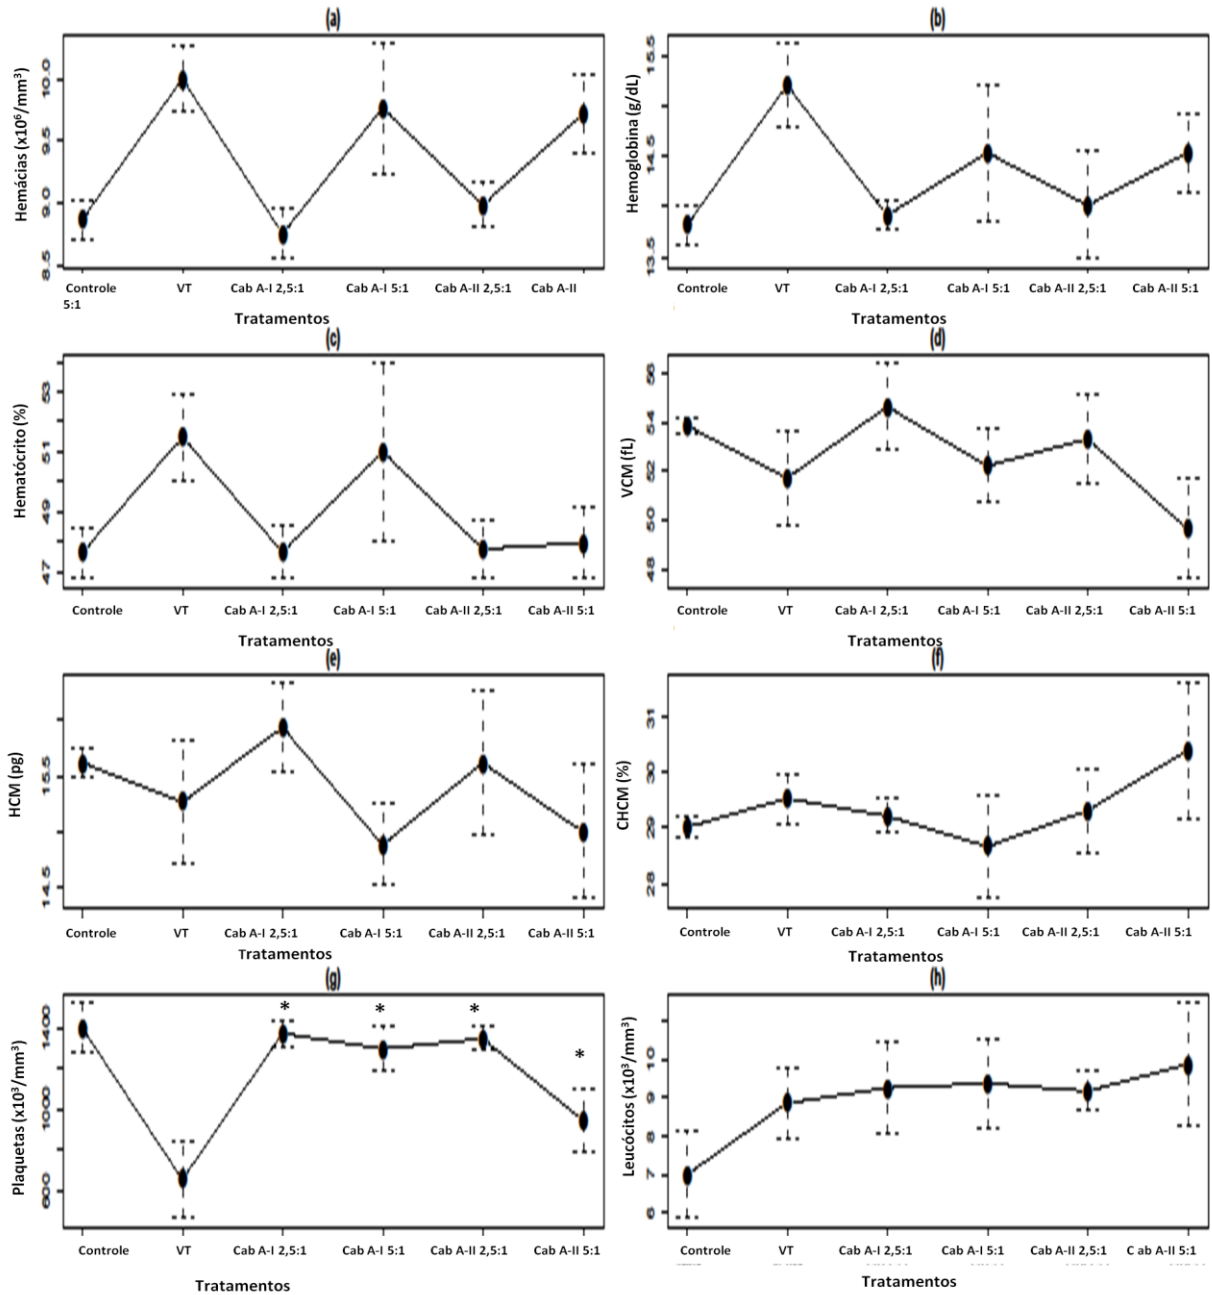 (a)
Hemácias (x10⁶/mm³)
10.0
9.5
9.0
8.5
Controle VT Cab A-I 2,5:1 Cab A-I 5:1 Cab A-II 2,5:1 Cab A-II
5:1
Tratamentos
(b)
Hemoglobina (g/dL)
15.5
14.5
13.5
Controle VT Cab A-I 2,5:1 Cab A-I 5:1 Cab A-II 2,5:1 Cab A-II 5:1
Tratamentos
(c)
Hematócrito (%)
53
51
49
47
Controle VT Cab A-I 2,5:1 Cab A-I 5:1 Cab A-II 2,5:1 Cab A-II 5:1
Tratamentos
(d)
VCM (fL)
56
54
52
50
48
Controle VT Cab A-I 2,5:1 Cab A-I 5:1 Cab A-II 2,5:1 Cab A-II 5:1
Tratamentos
(e)
HCM (pg)
15.5
14.5
Controle VT Cab A-I 2,5:1 Cab A-I 5:1 Cab A-II 2,5:1 Cab A-II 5:1
Tratamentos
(f)
CHCM (%)
31
30
29
28
Controle VT Cab A-I 2,5:1 Cab A-I 5:1 Cab A-II 2,5:1 Cab A-II 5:1
Tratamentos
(g)
Plaquetas (x10³/mm³)
1400
1000
600
* * * *
Controle VT Cab A-I 2,5:1 Cab A-I 5:1 Cab A-II 2,5:1 Cab A-II 5:1
Tratamentos
(h)
Leucócitos (x10³/mm³)
10
9
8
7
6
Controle VT Cab A-I 2,5:1 Cab A-I 5:1 Cab A-II 2,5:1 C ab A-II 5:1
Tratamentos